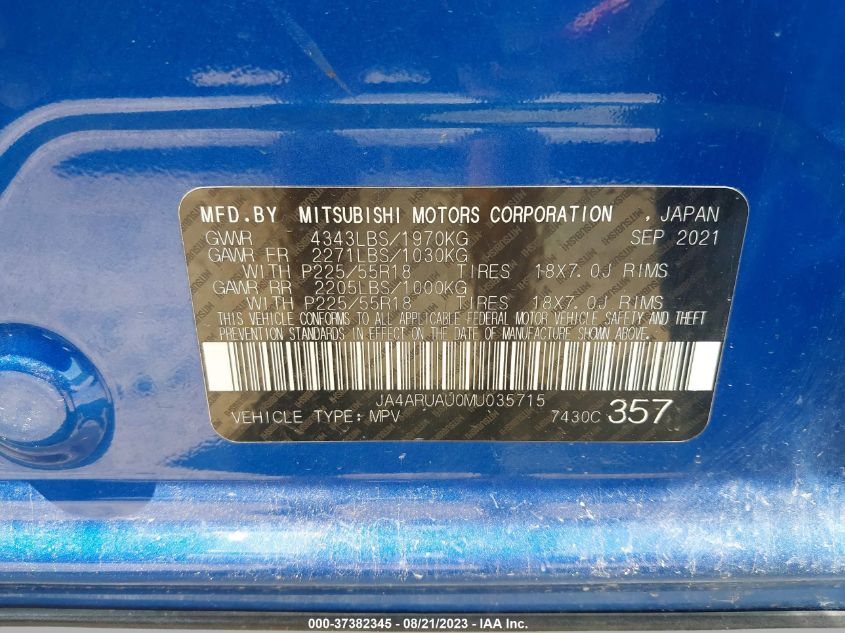 MFD.BY MITSUBISHI MOTORS CORPORATION , JAPAN
GVWR 4343LBS/1970KG SEP 2021
GAWR FR 2271LBS/1030KG
WITH P225/55R18 TIRES 18X7.0J RIMS
GAWR RR 2205LBS/1000KG
WITH P225/55R18 TIRES 18X7.0J RIMS
THIS VEHICLE CONFORMS TO ALL APPLICABLE FEDERAL MOTOR VEHICLE SAFETY AND THEFT
PREVENTION STANDARDS IN EFFECT ON THE DATE OF MANUFACTURE SHOWN ABOVE.
JA4ARUAU0MU035715
VEHICLE TYPE: MPV 7430C 357
000-37382345 - 08/21/2023 - © IAA Inc.